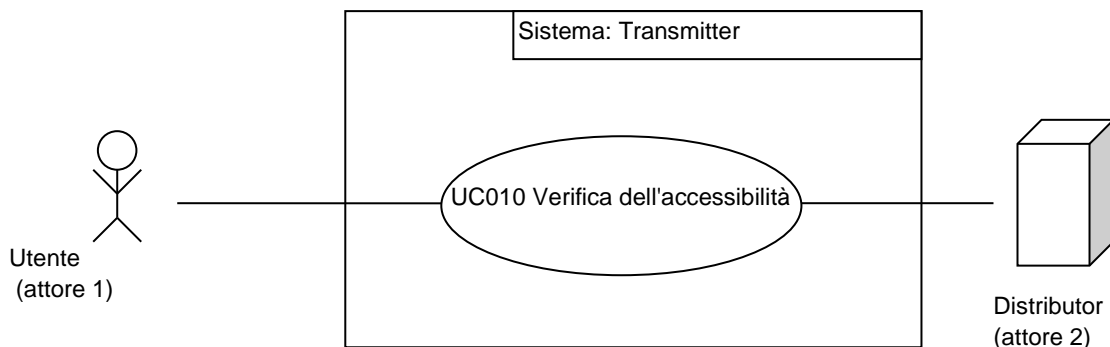 Sistema: Transmitter
UC010 Verifica dell'accessibilità
Utente
(attore 1)
Distributor
(attore 2)